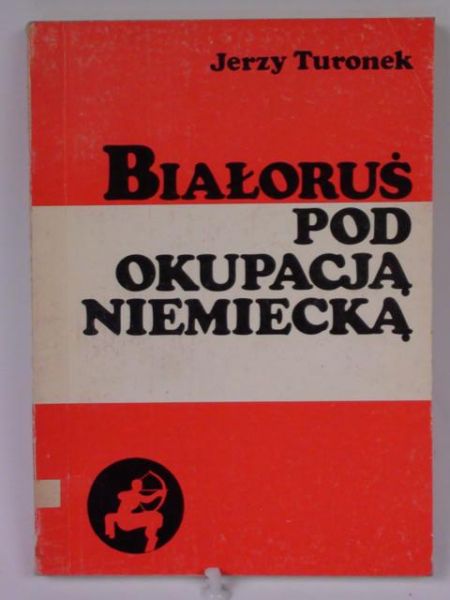 Jerzy Turonek
BIAŁORUŚ
POD
OKUPACJĄ
NIEMIECKĄ